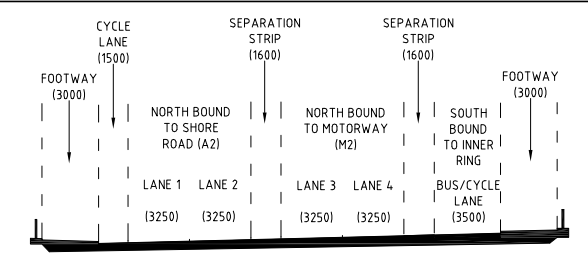 FOOTWAY
(3000)
CYCLE
LANE
(1500)
NORTH BOUND
TO SHORE
ROAD (A2)
LANE 1 LANE 2
(3250) (3250)
SEPARATION
STRIP
(1600)
NORTH BOUND
TO MOTORWAY
(M2)
LANE 3 LANE 4
(3250) (3250)
SEPARATION
STRIP
(1600)
SOUTH
BOUND
TO INNER
RING
BUS/CYCLE
LANE
(3500)
FOOTWAY
(3000)